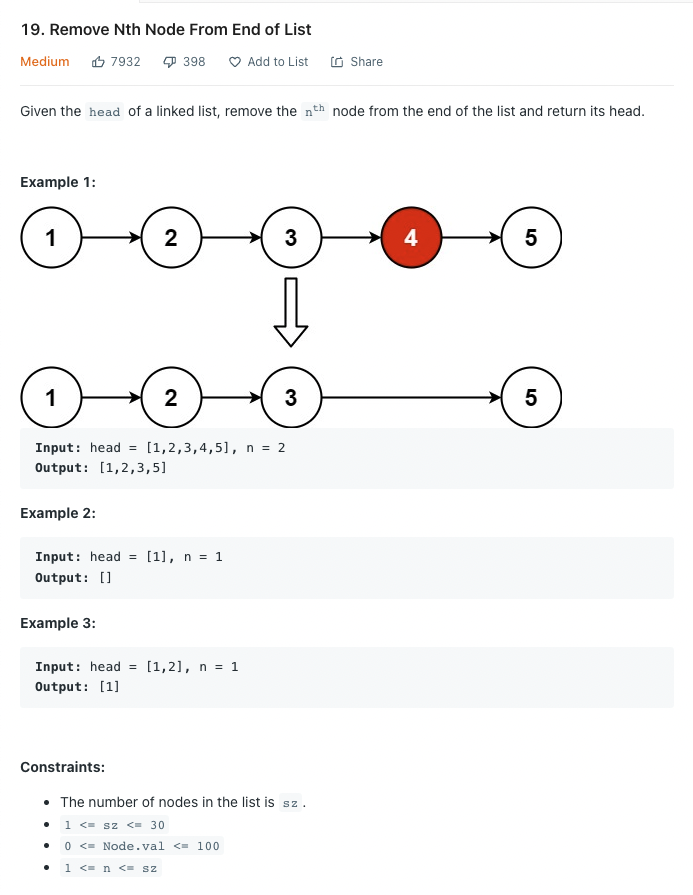 19. Remove Nth Node From End of List
Medium 7932 398 Add to List Share
Given the head of a linked list, remove the nth node from the end of the list and return its head.
Example 1:
1 2 3 4 5
1 2 3 5
Input: head = [1,2,3,4,5], n = 2
Output: [1,2,3,5]
Example 2:
Input: head = [1], n = 1
Output: []
Example 3:
Input: head = [1,2], n = 1
Output: [1]
Constraints:
• The number of nodes in the list is sz.
• 1 <= sz <= 30
• 0 <= Node.val <= 100
• 1 <= n <= sz